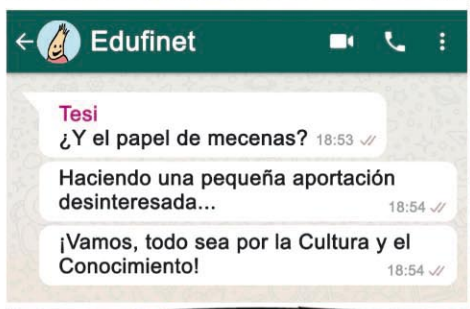 Edufinet
Tesi
¿Y el papel de mecenas? 18:53
Haciendo una pequeña aportación
desinteresada... 18:54
¡Vamos, todo sea por la Cultura y el
Conocimiento! 18:54